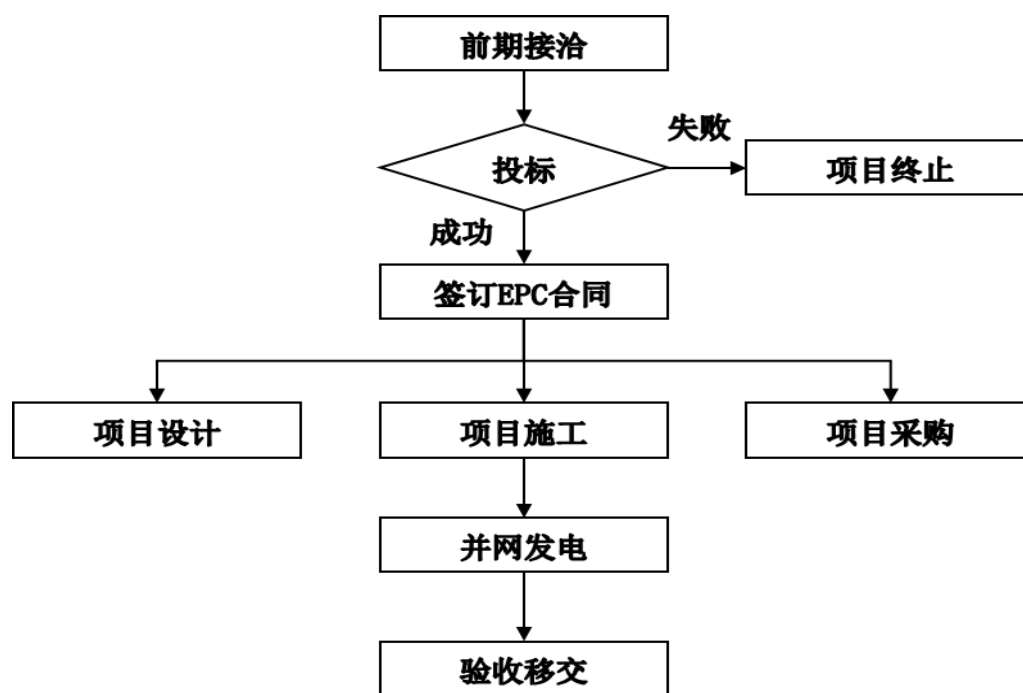 前期接洽
失败
投标
项目终止
成功
签订EPC合同
项目设计
项目施工
项目采购
并网发电
验收移交